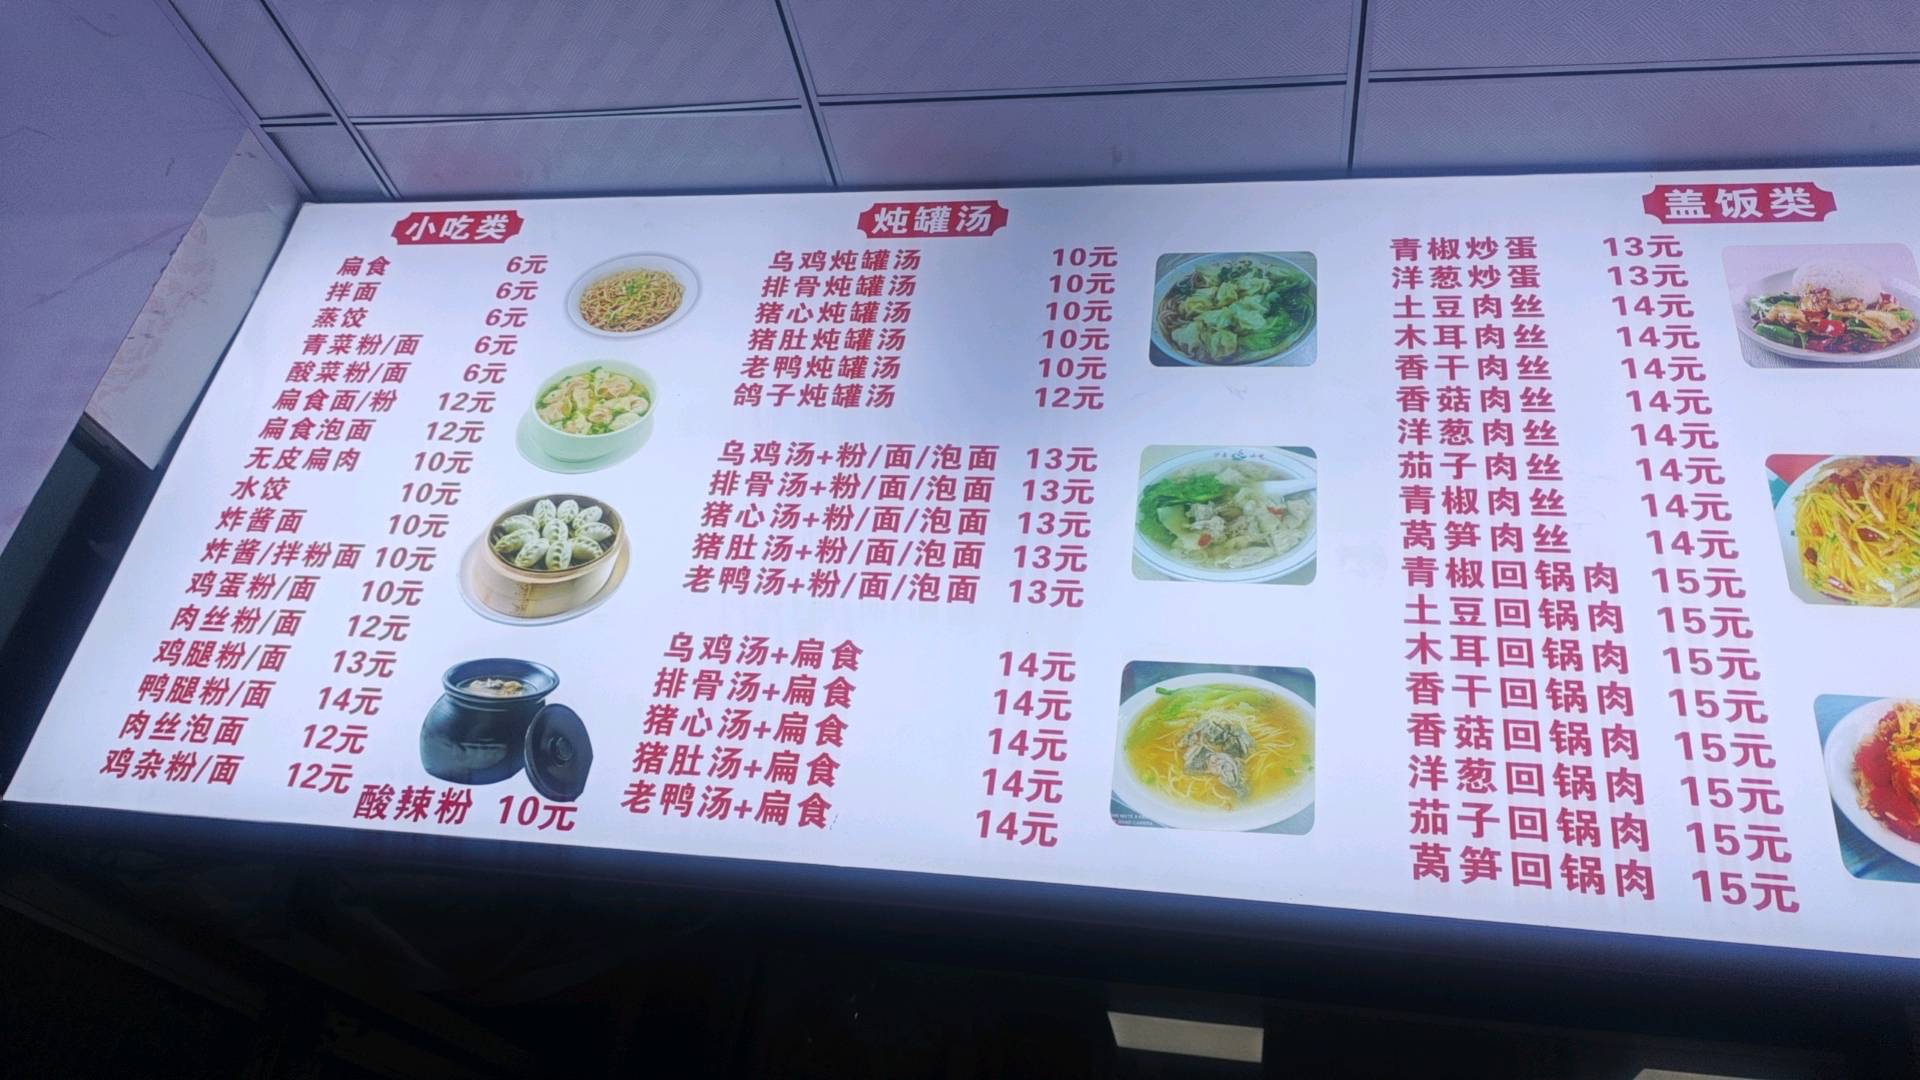 小吃类
扁食 6元
拌面 6元
蒸饺 6元
青菜粉/面 6元
酸菜粉/面 6元
扁食面/粉 12元
扁食泡面 12元
无皮扁肉 10元
水饺 10元
炸酱面 10元
炸酱/拌粉面 10元
鸡蛋粉/面 10元
肉丝粉/面 12元
鸡腿粉/面 13元
鸭腿粉/面 14元
肉丝泡面 12元
鸡杂粉/面 12元
酸辣粉 10元
炖罐汤
乌鸡炖罐汤 10元
排骨炖罐汤 10元
猪心炖罐汤 10元
猪肚炖罐汤 10元
老鸭炖罐汤 10元
鸽子炖罐汤 12元
乌鸡汤+粉/面/泡面 13元
排骨汤+粉/面/泡面 13元
猪心汤+粉/面/泡面 13元
猪肚汤+粉/面/泡面 13元
老鸭汤+粉/面/泡面 13元
乌鸡汤+扁食 14元
排骨汤+扁食 14元
猪心汤+扁食 14元
猪肚汤+扁食 14元
老鸭汤+扁食 14元
盖饭类
青椒炒蛋 13元
洋葱炒蛋 13元
土豆肉丝 14元
木耳肉丝 14元
香干肉丝 14元
香菇肉丝 14元
洋葱肉丝 14元
茄子肉丝 14元
青椒肉丝 14元
莴笋肉丝 14元
青椒回锅肉 15元
土豆回锅肉 15元
木耳回锅肉 15元
香干回锅肉 15元
香菇回锅肉 15元
洋葱回锅肉 15元
茄子回锅肉 15元
莴笋回锅肉 15元